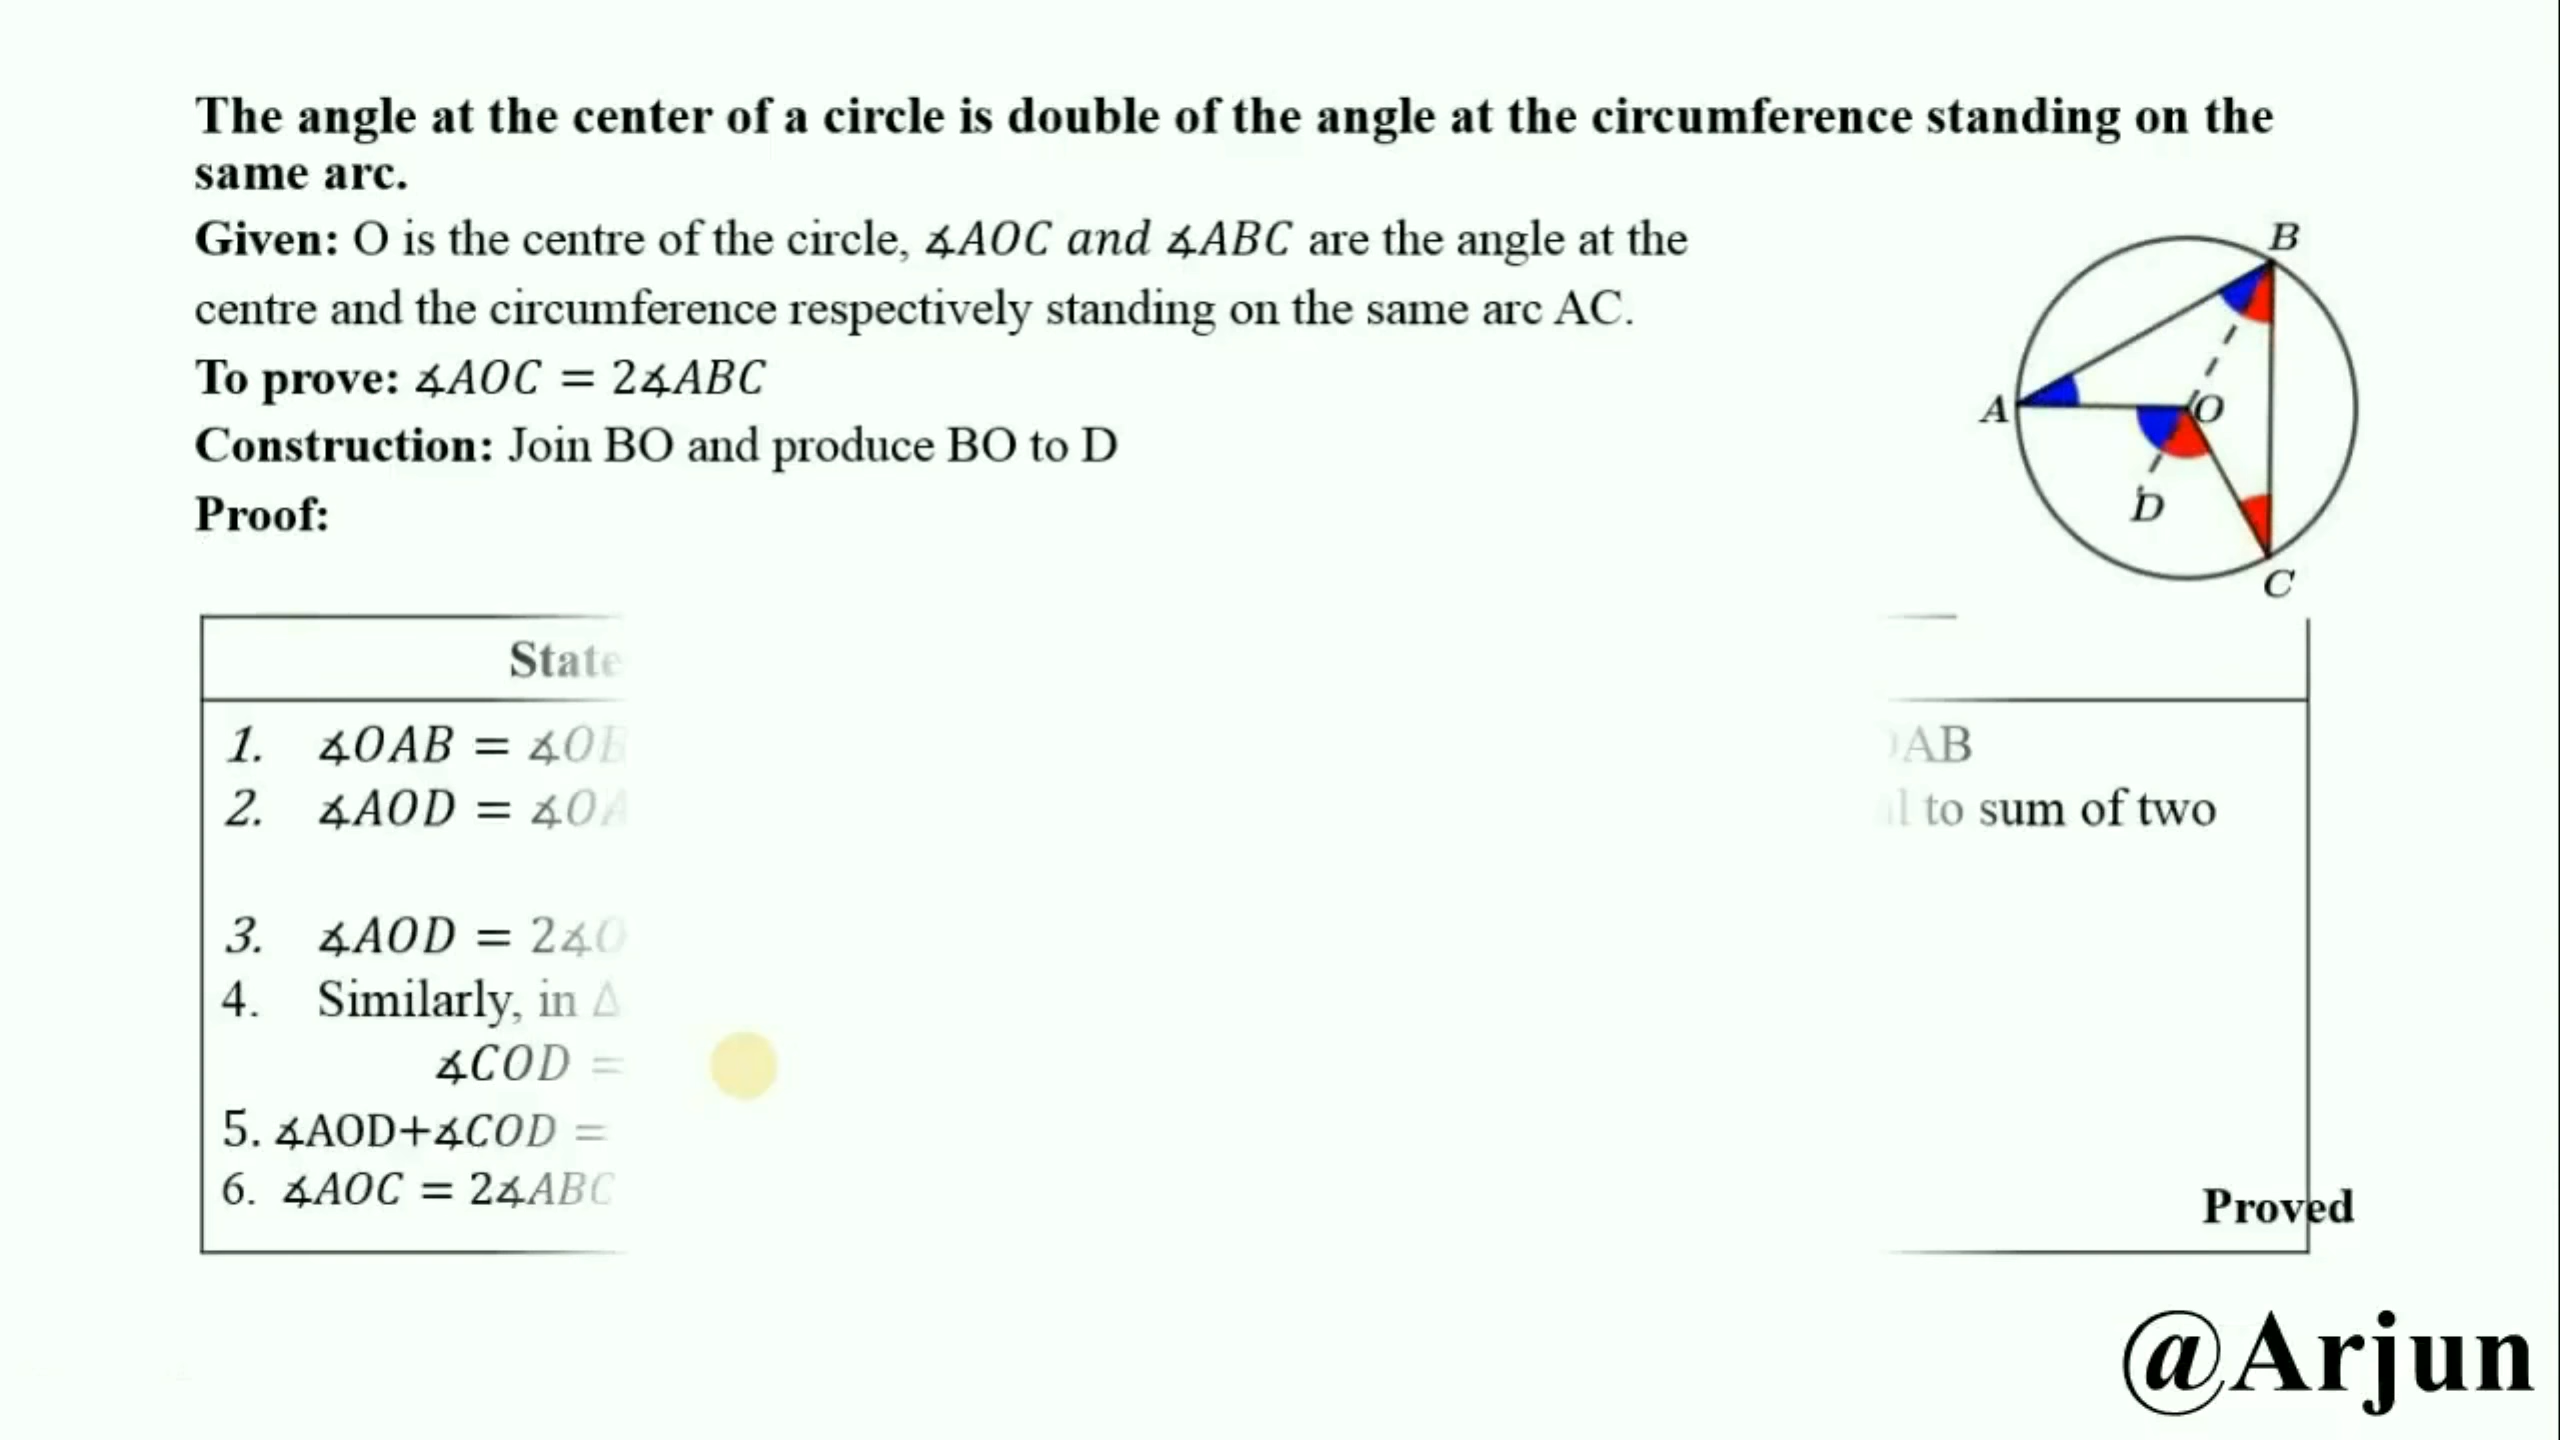 The angle at the center of a circle is double of the angle at the circumference standing on the
same arc.
Given: O is the centre of the circle, ∡AOC and ∡ABC are the angle at the
centre and the circumference respectively standing on the same arc AC.
To prove: ∡AOC = 2∡ABC
Construction: Join BO and produce BO to D
Proof:
B
A
O
D
C
State
1. ∡OAB = ∡OB
AB
2. ∡AOD = ∡OA
to sum of two
3. ∡AOD = 2∡O
4. Similarly, in Δ
∡COD =
5. ∡AOD+∡COD =
6. ∡AOC = 2∡ABC
Proved
@Arjun